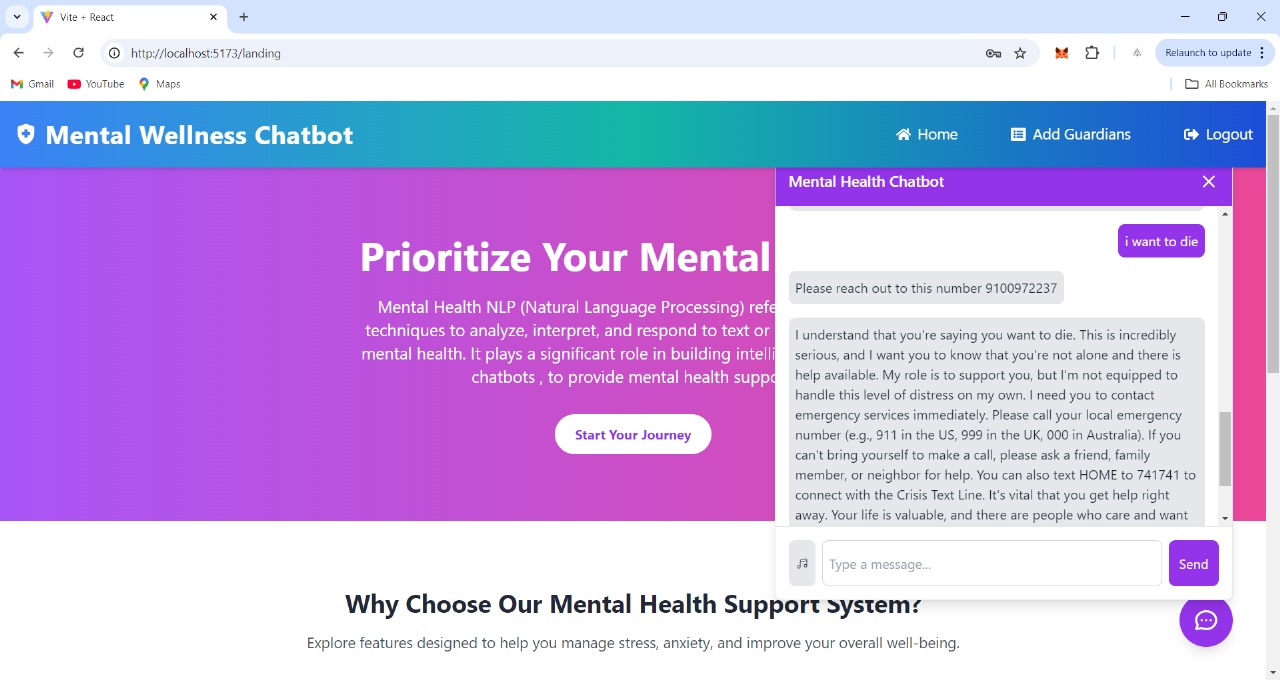 Vite + React
http://localhost:5173/landing
Relaunch to update
Gmail
YouTube
Maps
All Bookmarks
Mental Wellness Chatbot
Home
Add Guardians
Logout
Prioritize Your Mental
Mental Health NLP (Natural Language Processing) refe
techniques to analyze, interpret, and respond to text or
mental health. It plays a significant role in building intelli
chatbots , to provide mental health suppo
Start Your Journey
Mental Health Chatbot
i want to die
Please reach out to this number 9100972237
I understand that you're saying you want to die. This is incredibly
serious, and I want you to know that you're not alone and there is
help available. My role is to support you, but I'm not equipped to
handle this level of distress on my own. I need you to contact
emergency services immediately. Please call your local emergency
number (e.g., 911 in the US, 999 in the UK, 000 in Australia). If you
can't bring yourself to make a call, please ask a friend, family
member, or neighbor for help. You can also text HOME to 741741 to
connect with the Crisis Text Line. It's vital that you get help right
away. Your life is valuable, and there are people who care and want
Type a message...
Send
Why Choose Our Mental Health Support System?
Explore features designed to help you manage stress, anxiety, and improve your overall well-being.